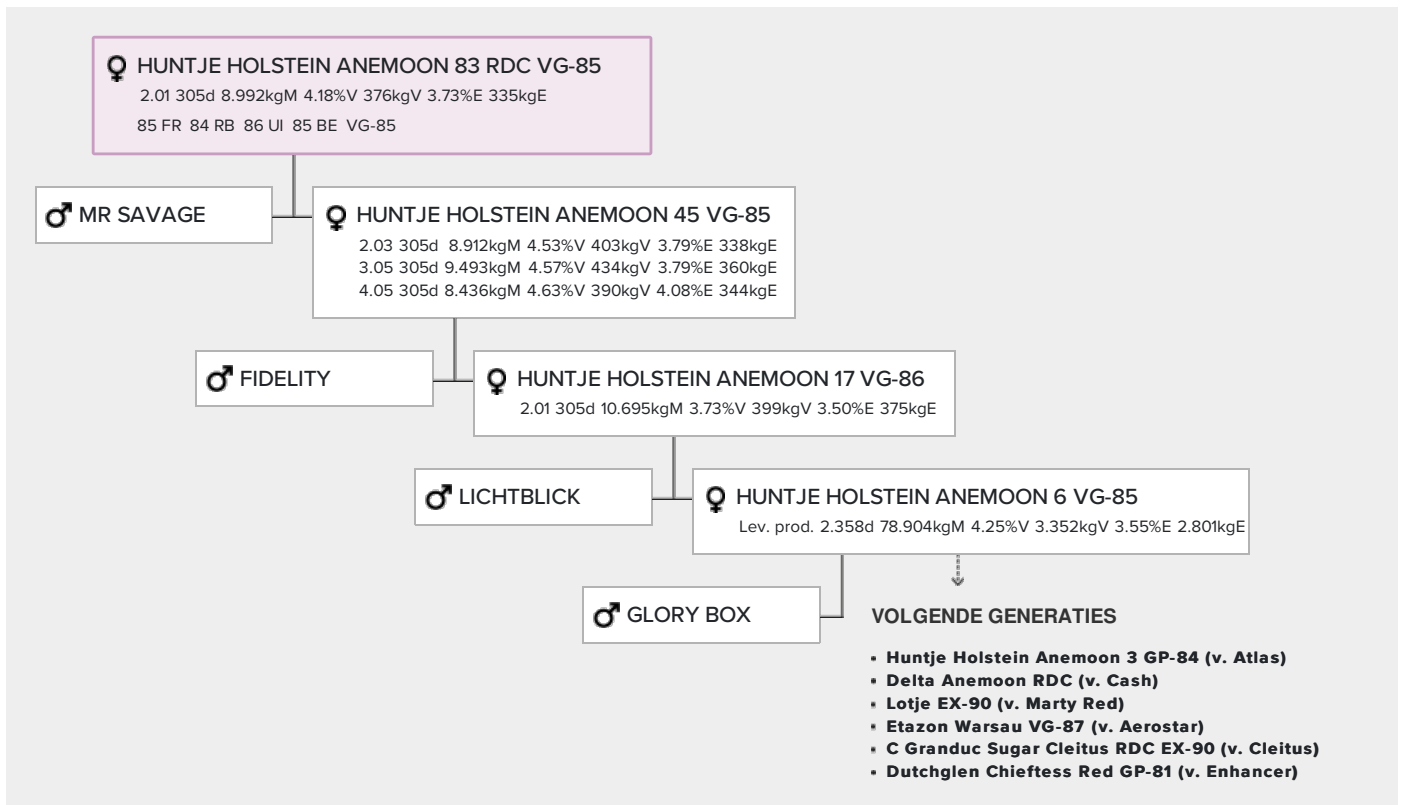 HUNTJE HOLSTEIN ANEMOON 83 RDC VG-85
2.01 305d 8.992kgM 4.18%V 376kgV 3.73%E 335kgE
85 FR 84 RB 86 UI 85 BE VG-85
MR SAVAGE
HUNTJE HOLSTEIN ANEMOON 45 VG-85
2.03 305d 8.912kgM 4.53%V 403kgV 3.79%E 338kgE
3.05 305d 9.493kgM 4.57%V 434kgV 3.79%E 360kgE
4.05 305d 8.436kgM 4.63%V 390kgV 4.08%E 344kgE
FIDELITY
HUNTJE HOLSTEIN ANEMOON 17 VG-86
2.01 305d 10.695kgM 3.73%V 399kgV 3.50%E 375kgE
LICHTBLICK
HUNTJE HOLSTEIN ANEMOON 6 VG-85
Lev. prod. 2.358d 78.904kgM 4.25%V 3.352kgV 3.55%E 2.801kgE
GLORY BOX
VOLGENDE GENERATIES
▪ Huntje Holstein Anemoon 3 GP-84 (v. Atlas)
▪ Delta Anemoon RDC (v. Cash)
▪ Lotje EX-90 (v. Marty Red)
▪ Etazon Warsau VG-87 (v. Aerostar)
▪ C Granduc Sugar Cleitus RDC EX-90 (v. Cleitus)
▪ Dutchglen Chieftess Red GP-81 (v. Enhancer)